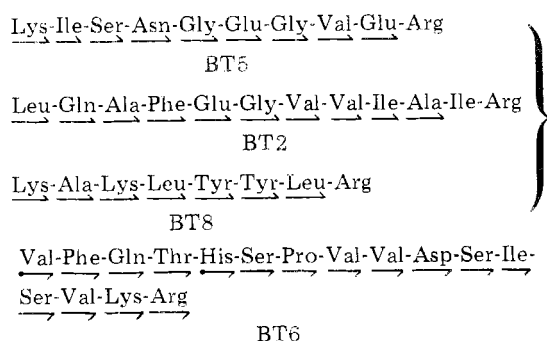 Lys-Ile-Ser-Asn-Gly-Glu-Gly-Val-Glu-Arg
BT5
Leu-Gln-Ala-Phe-Glu-Gly-Val-Val-Ile-Ala-Ile-Arg
BT2
Lys-Ala-Lys-Leu-Tyr-Tyr-Leu-Arg
BT8
Val-Phe-Gln-Thr-His-Ser-Pro-Val-Val-Asp-Ser-Ile-
Ser-Val-Lys-Arg
BT6